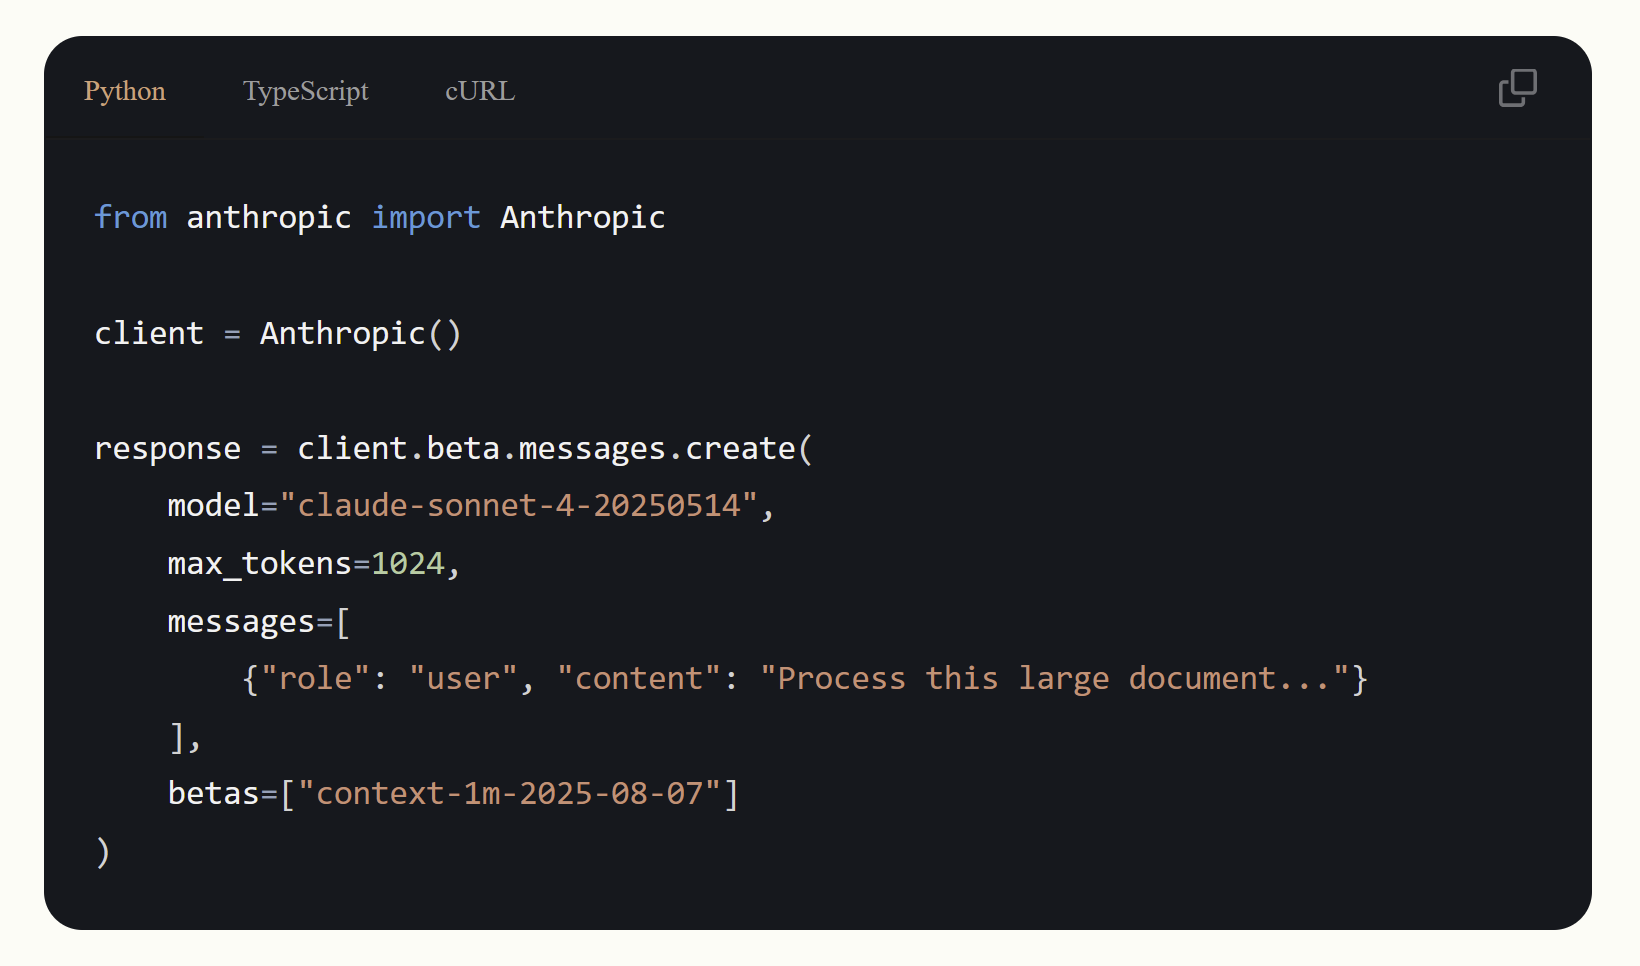 Python TypeScript cURL
from anthropic import Anthropic
client = Anthropic()
response = client.beta.messages.create(
    model="claude-sonnet-4-20250514",
    max_tokens=1024,
    messages=[
        {"role": "user", "content": "Process this large document..."}
    ],
    betas=["context-1m-2025-08-07"]
)